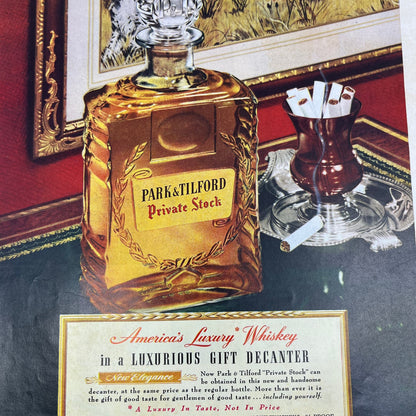 PARK & TILFORD
Private Stock
America's Luxury* Whiskey
in a LUXURIOUS GIFT DECANTER
New Elegance
Now Park & Tilford "Private Stock" can
be obtained in this new and handsome
decanter, at the same price as the regular bottle. More than ever it is
the gift of good taste for gentlemen of good taste . . . including yourself.
* A Luxury In Taste, Not In Price